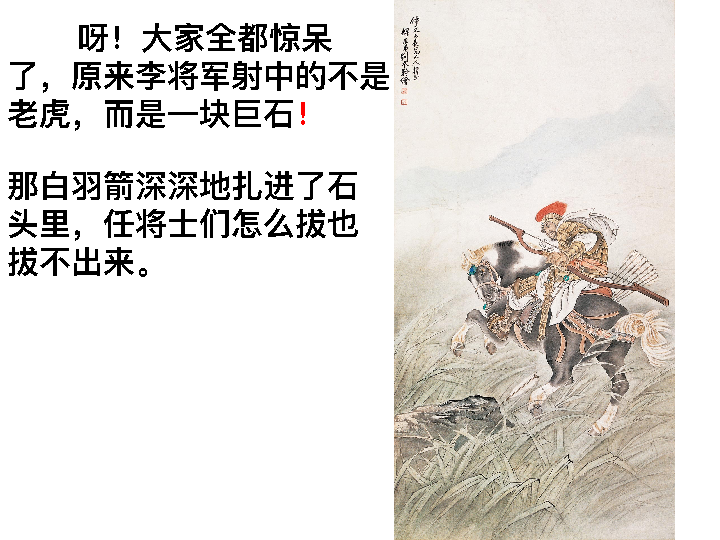 呀！大家全都惊呆
了，原来李将军射中的不是
老虎，而是一块巨石！
那白羽箭深深地扎进了石
头里，任将士们怎么拔也
拔不出来。